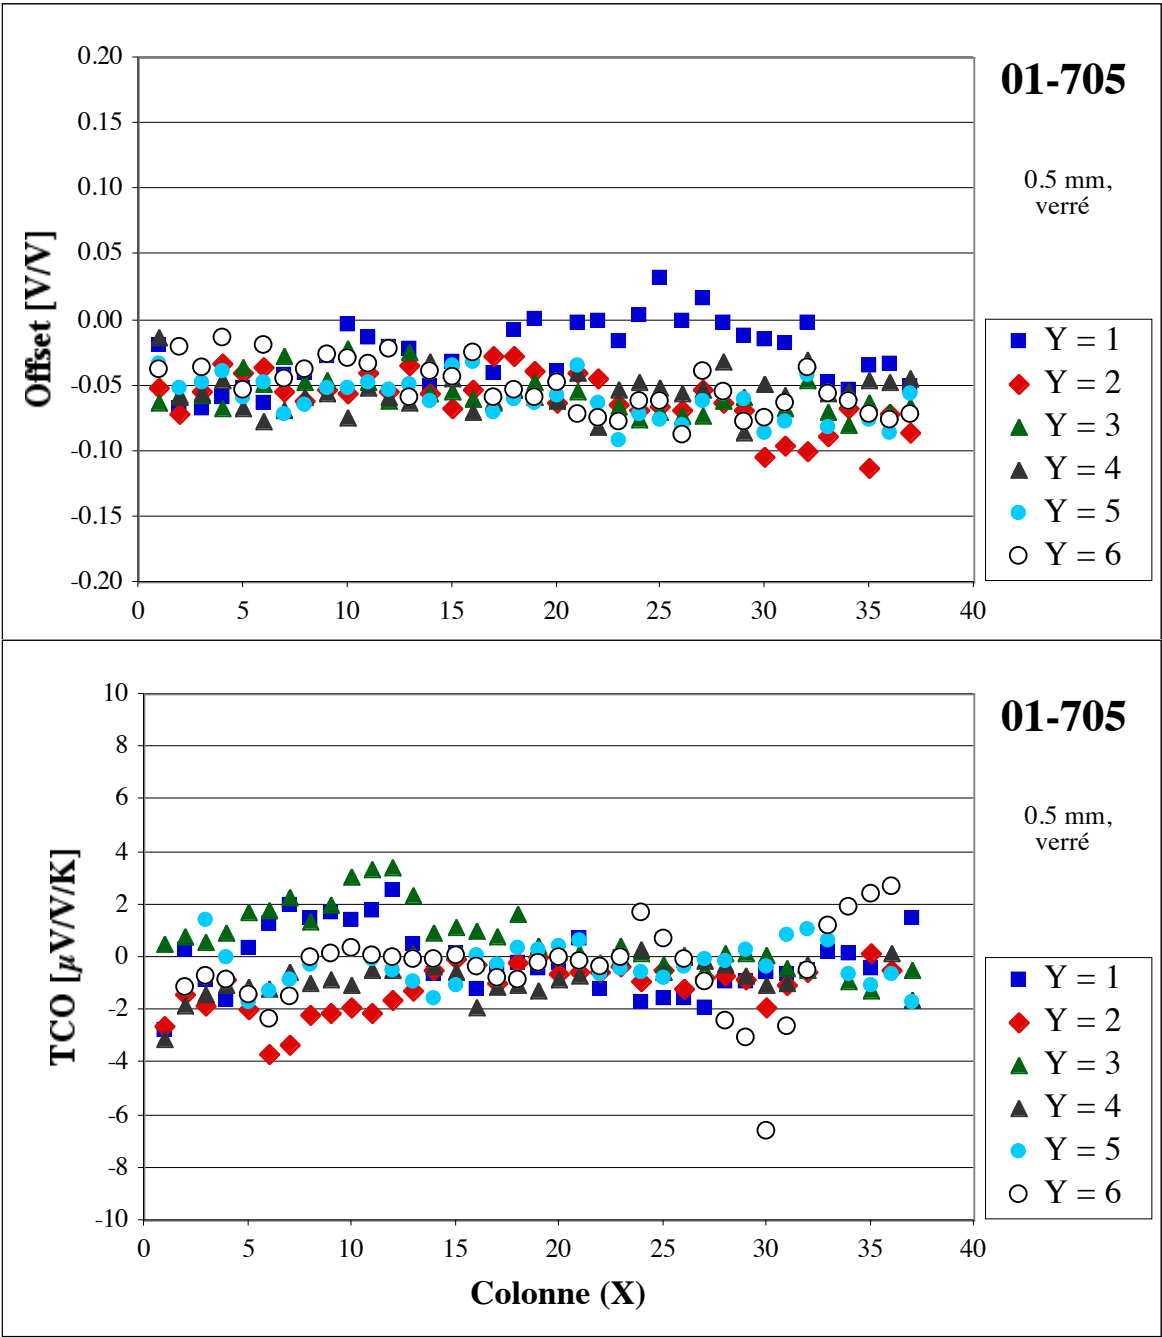 01-705
0.5 mm,
verré
Offset [V/V]
0.20
0.15
0.10
0.05
0.00
-0.05
-0.10
-0.15
-0.20
0 5 10 15 20 25 30 35 40
Y = 1
Y = 2
Y = 3
Y = 4
Y = 5
Y = 6
01-705
0.5 mm,
verré
TCO [µV/V/K]
10
8
6
4
2
0
-2
-4
-6
-8
-10
0 5 10 15 20 25 30 35 40
Colonne (X)
Y = 1
Y = 2
Y = 3
Y = 4
Y = 5
Y = 6